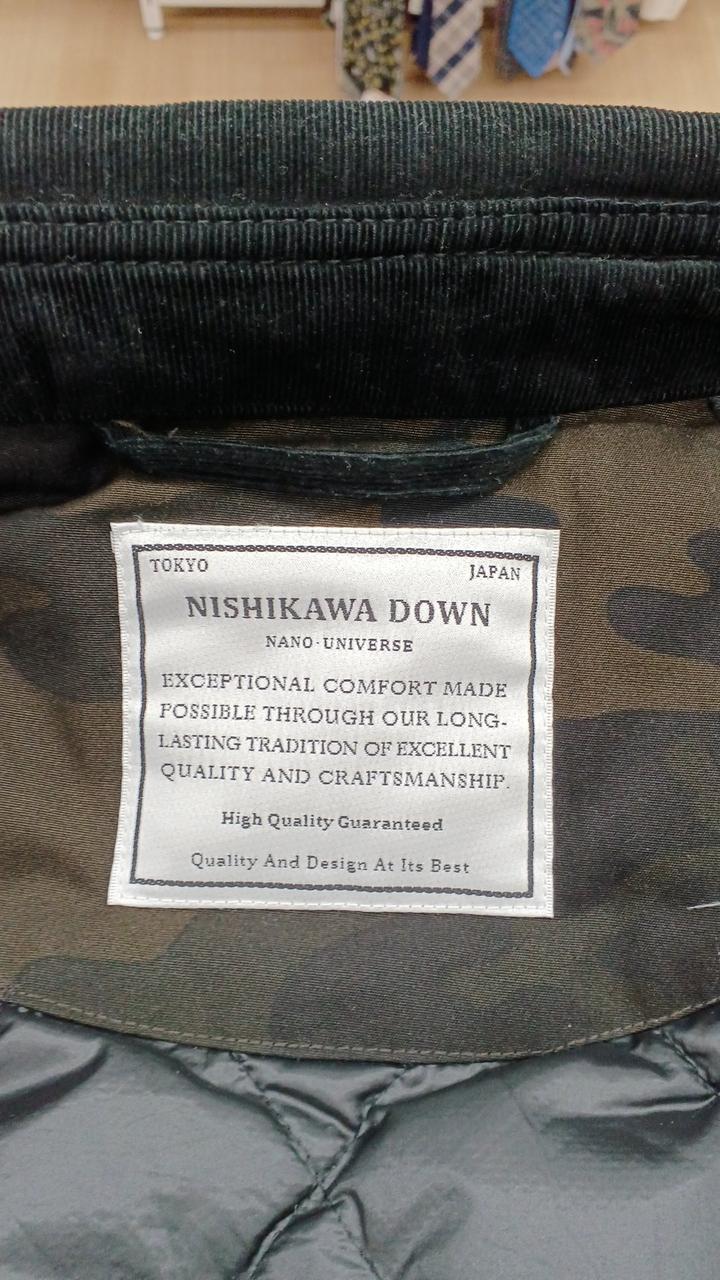 TOKYO JAPAN
NISHIKAWA DOWN
NANO·UNIVERSE
EXCEPTIONAL COMFORT MADE
POSSIBLE THROUGH OUR LONG-
LASTING TRADITION OF EXCELLENT
QUALITY AND CRAFTSMANSHIP.
High Quality Guaranteed
Quality And Design At Its Best